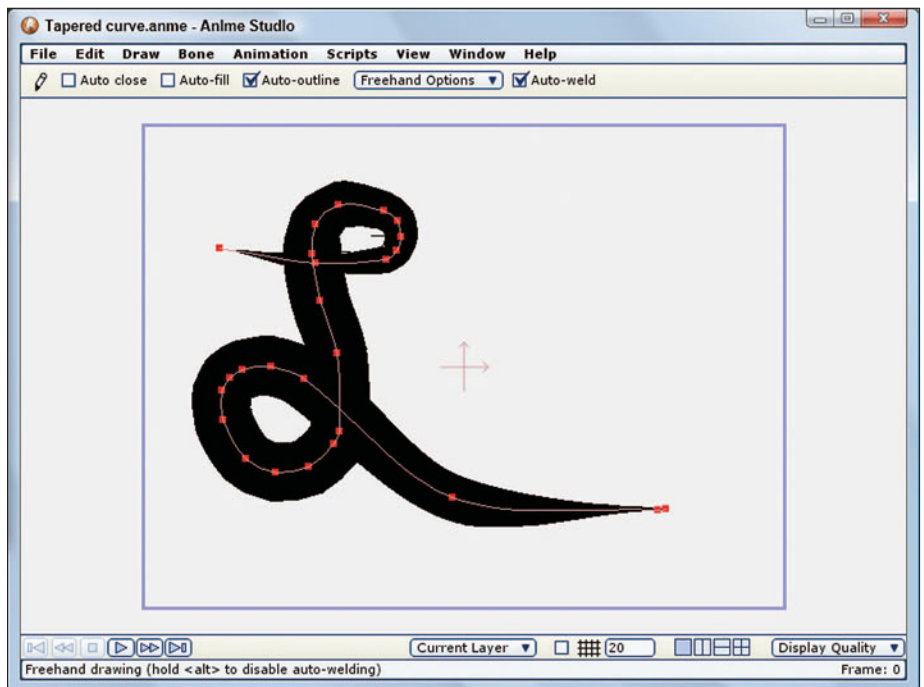 Tapered curve.anme - Anime Studio
File Edit Draw Bone Animation Scripts View Window Help
Auto close Auto-fill Auto-outline Freehand Options Auto-weld
Current Layer 20 Display Quality
Freehand drawing (hold <alt> to disable auto-welding) Frame: 0